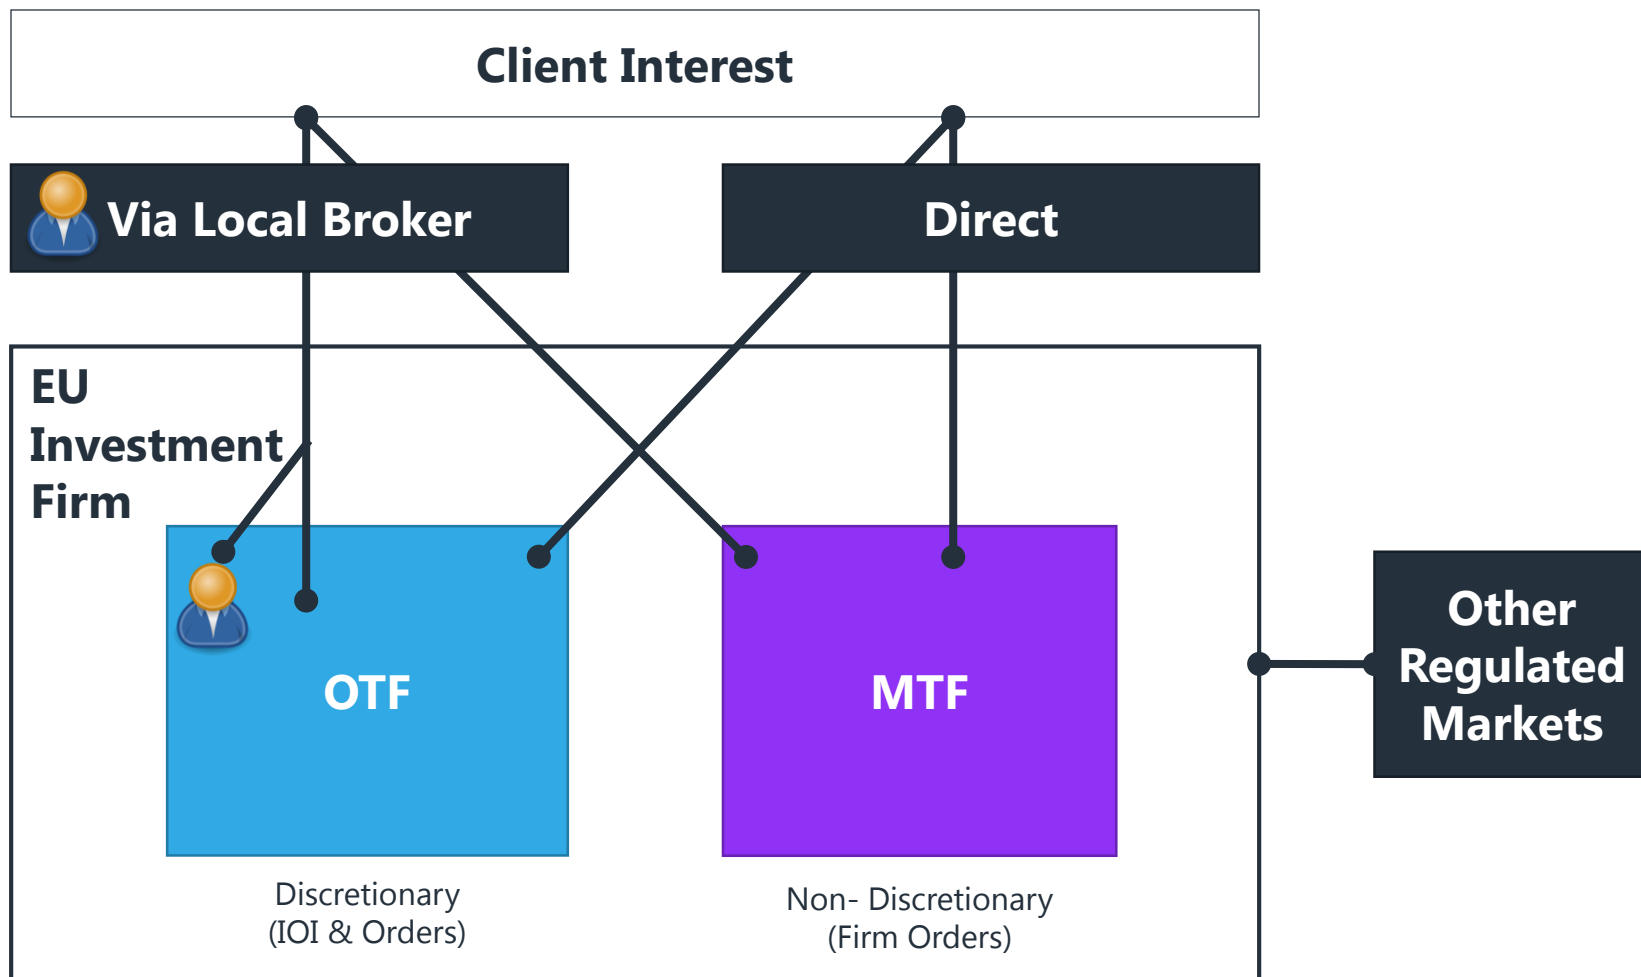 Client Interest
Via Local Broker
Direct
EU
Investment
Firm
OTF
MTF
Other
Regulated
Markets
Discretionary
(IOI & Orders)
Non- Discretionary
(Firm Orders)